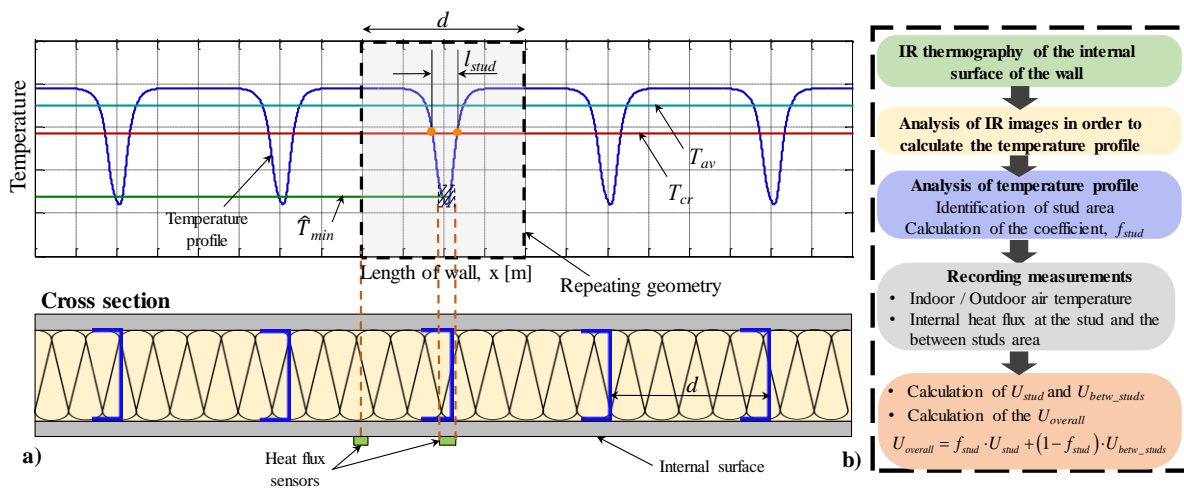 d
l_stud
Temperature
T_av
T_cr
Temperature
profile
T̂_min
Length of wall, x [m]
Repeating geometry
Cross section
d
a)
Heat flux
sensors
Internal surface
b)
IR thermography of the internal
surface of the wall
Analysis of IR images in order to
calculate the temperature profile
Analysis of temperature profile
Identification of stud area
Calculation of the coefficient, f_stud
Recording measurements
• Indoor / Outdoor air temperature
• Internal heat flux at the stud and the
between studs area
• Calculation of U_stud and U_betw_studs
• Calculation of the U_overall
U_overall = f_stud · U_stud + (1 − f_stud) · U_betw_studs